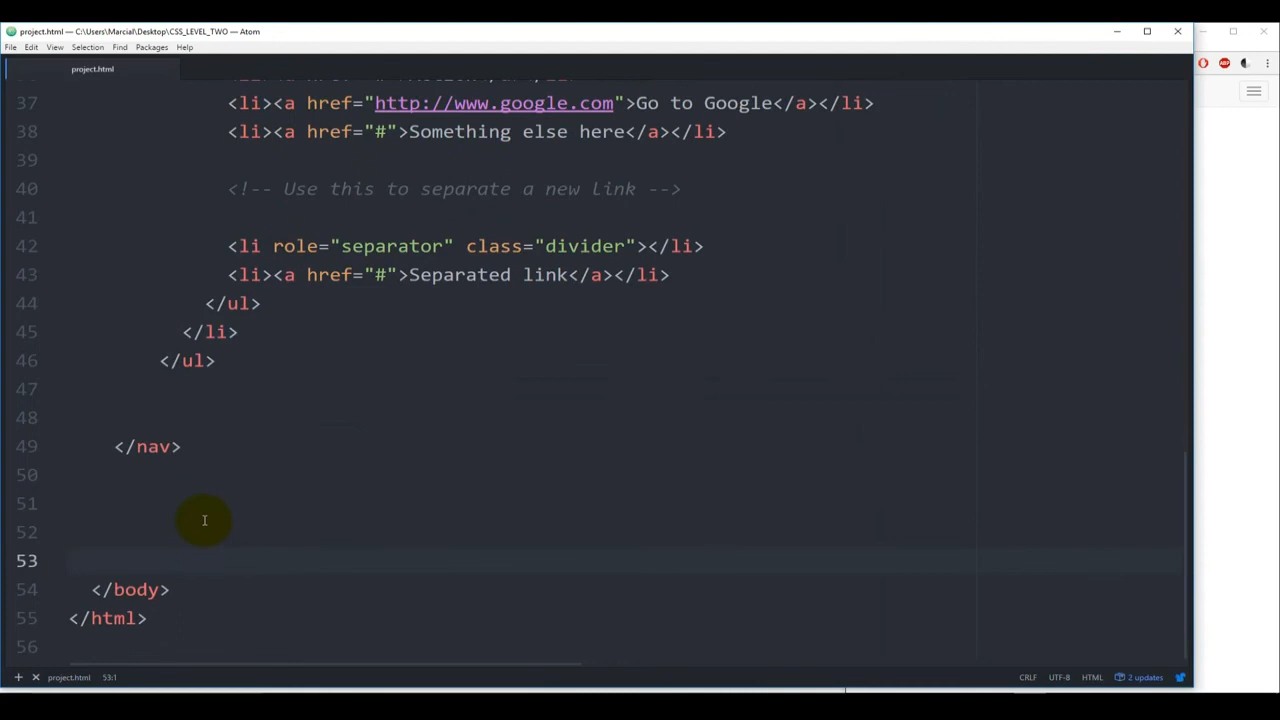 project.html — C:\Users\Marcial\Desktop\CSS_LEVEL_TWO — Atom
File Edit View Selection Find Packages Help
project.html
37 <li><a href="http://www.google.com">Go to Google</a></li>
38 <li><a href="#">Something else here</a></li>
39
40 <!-- Use this to separate a new link -->
41
42 <li role="separator" class="divider"></li>
43 <li><a href="#">Separated link</a></li>
44 </ul>
45 </li>
46 </ul>
47
48
49 </nav>
50
51
52
53
54 </body>
55 </html>
56
project.html 53:1 CRLF UTF-8 HTML 2 updates